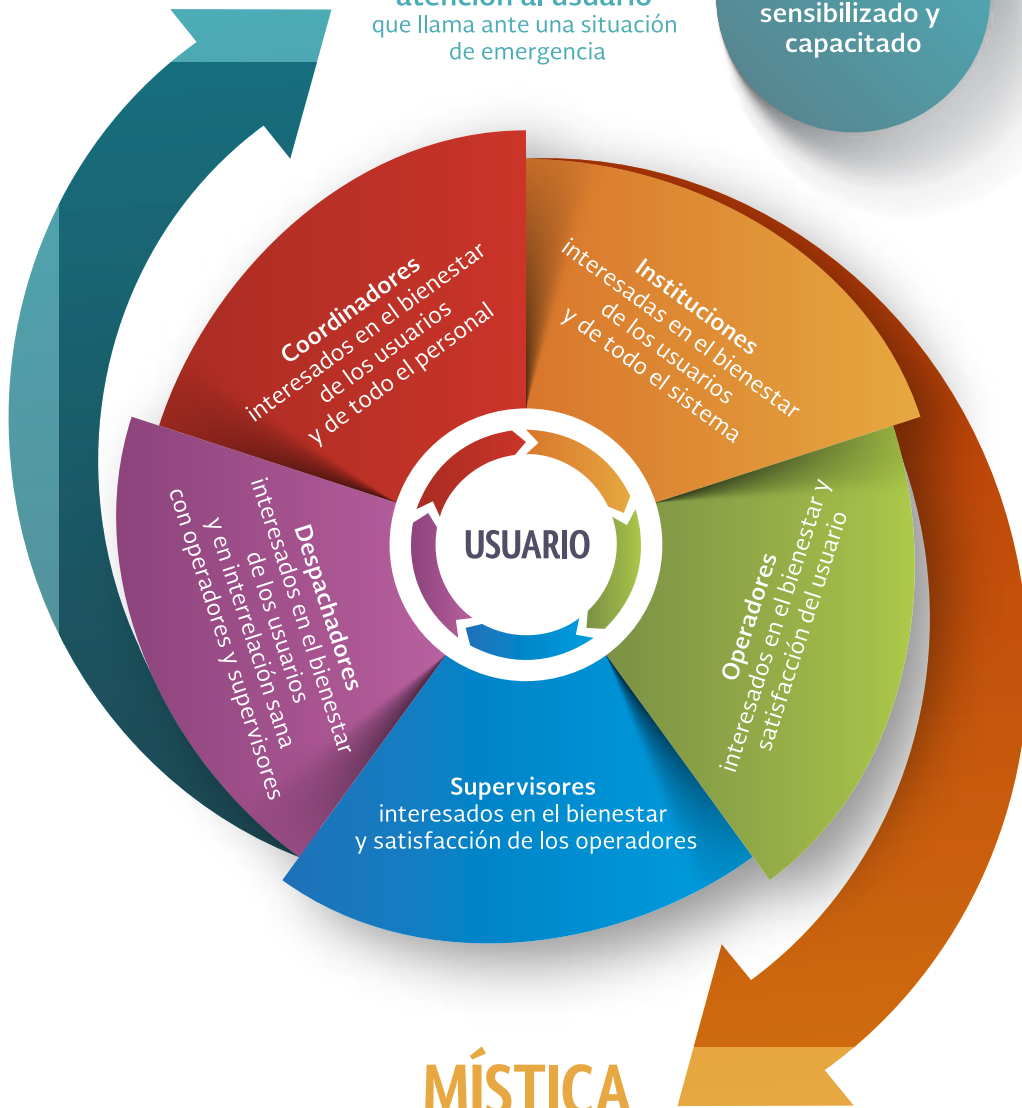 atención al usuario
que llama ante una situación
de emergencia
sensibilizado y
capacitado
Coordinadores
interesados en el bienestar
de los usuarios
y de todo el personal
Instituciones
interesadas en el bienestar
de los usuarios
y de todo el sistema
Operadores
interesados en el bienestar y
satisfacción del usuario
Supervisores
interesados en el bienestar
y satisfacción de los operadores
Despachadores
interesados en el bienestar
de los usuarios
y en interrelación sana
con operadores y supervisores
USUARIO
MÍSTICA